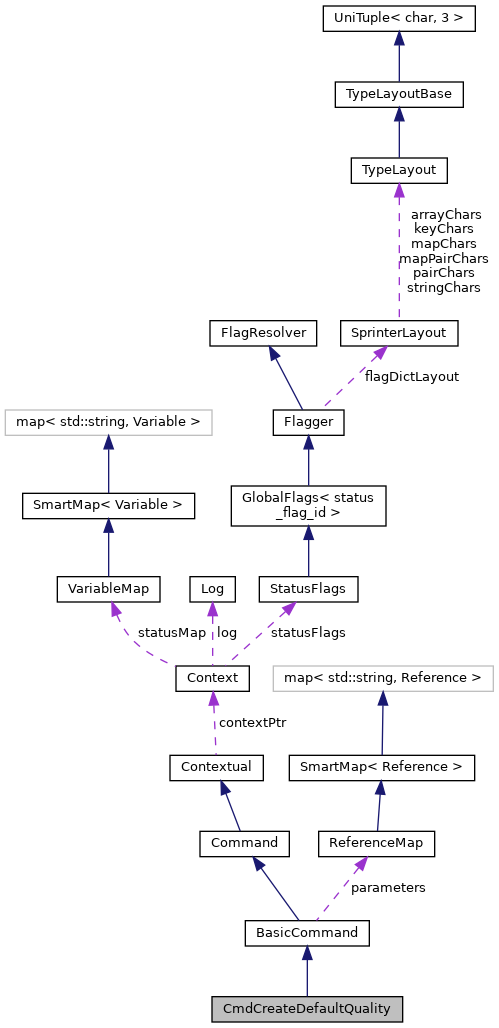 UniTuple< char, 3 >
TypeLayoutBase
TypeLayout
arrayChars
keyChars
mapChars
mapPairChars
pairChars
stringChars
FlagResolver
SprinterLayout
flagDictLayout
map< std::string, Variable >
Flagger
SmartMap< Variable >
GlobalFlags< status
_flag_id >
VariableMap
Log
StatusFlags
statusMap
log
statusFlags
Context
map< std::string, Reference >
contextPtr
Contextual
SmartMap< Reference >
Command
ReferenceMap
parameters
BasicCommand
CmdCreateDefaultQuality